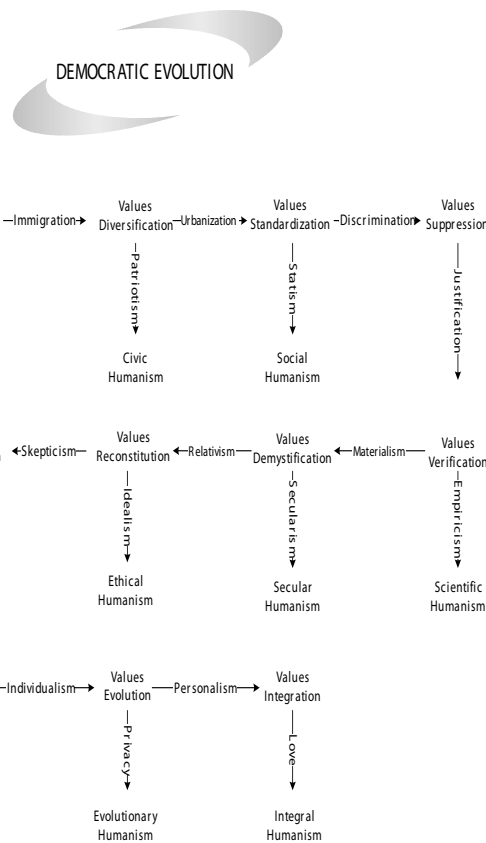 DEMOCRATIC EVOLUTION
Immigration
Values
Diversification
Urbanization
Values
Standardization
Discrimination
Values
Suppression
Patriotism
Statism
Justification
Civic
Humanism
Social
Humanism
Skepticism
Values
Reconstitution
Relativism
Values
Demystification
Materialism
Values
Verification
Idealism
Secularism
Empiricism
Ethical
Humanism
Secular
Humanism
Scientific
Humanism
Individualism
Values
Evolution
Personalism
Values
Integration
Privacy
Love
Evolutionary
Humanism
Integral
Humanism